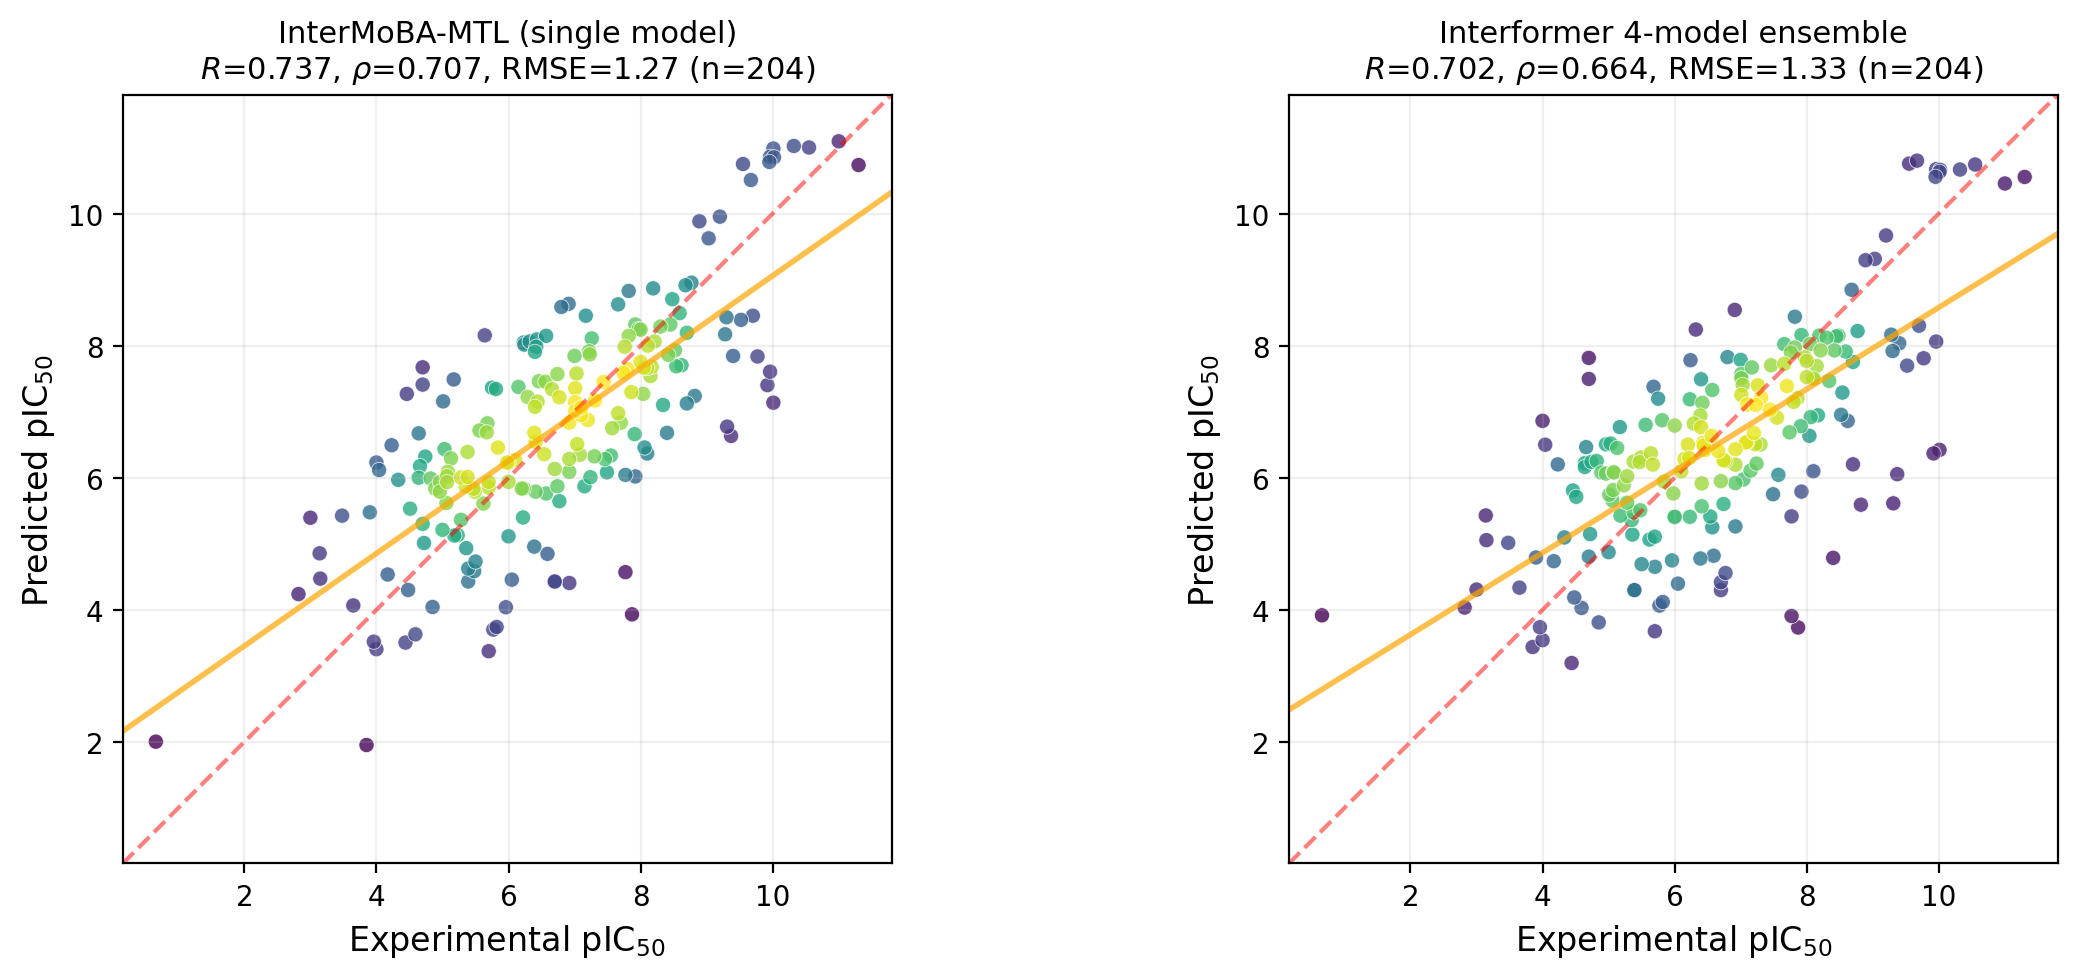 InterMoBA-MTL (single model)
R=0.737, ρ=0.707, RMSE=1.27 (n=204)
Predicted pIC₅₀
10
8
6
4
2
2 4 6 8 10
Experimental pIC₅₀
Interformer 4-model ensemble
R=0.702, ρ=0.664, RMSE=1.33 (n=204)
Predicted pIC₅₀
10
8
6
4
2
2 4 6 8 10
Experimental pIC₅₀